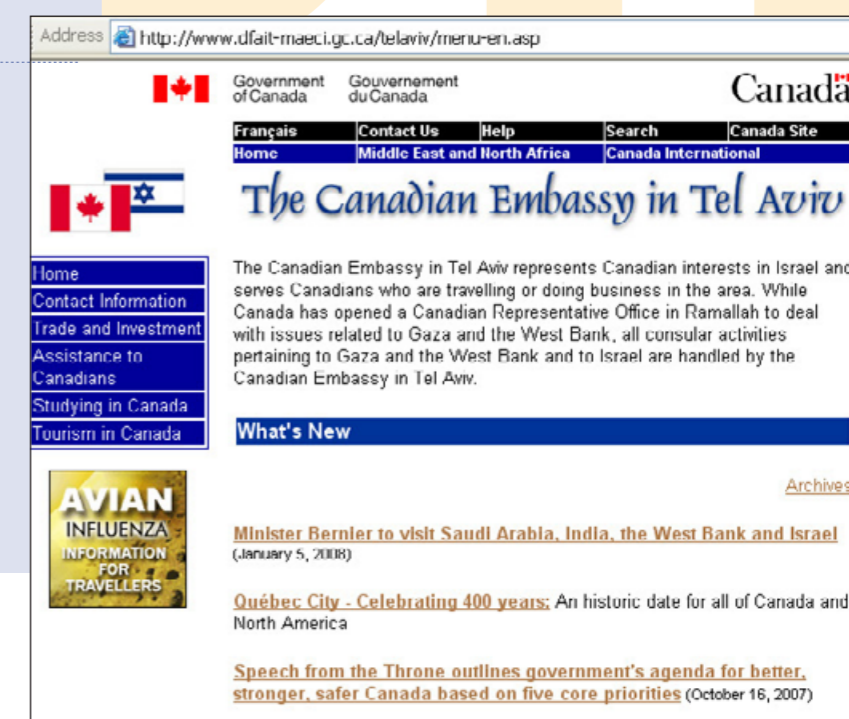 Address http://www.dfait-maeci.gc.ca/telaviv/menu-en.asp
Government of Canada
Gouvernement du Canada
Canada
Français Contact Us Help Search Canada Site
Home Middle East and North Africa Canada International
The Canadian Embassy in Tel Aviv
Home
Contact Information
Trade and Investment
Assistance to
Canadians
Studying in Canada
Tourism in Canada
AVIAN
INFLUENZA
INFORMATION
FOR
TRAVELLERS
The Canadian Embassy in Tel Aviv represents Canadian interests in Israel and
serves Canadians who are travelling or doing business in the area. While
Canada has opened a Canadian Representative Office in Ramallah to deal
with issues related to Gaza and the West Bank, all consular activities
pertaining to Gaza and the West Bank and to Israel are handled by the
Canadian Embassy in Tel Aviv.
What's New
Archives
Minister Bernier to visit Saudi Arabia, India, the West Bank and Israel
(January 5, 2008)
Québec City - Celebrating 400 years: An historic date for all of Canada and
North America
Speech from the Throne outlines government's agenda for better,
stronger, safer Canada based on five core priorities (October 16, 2007)